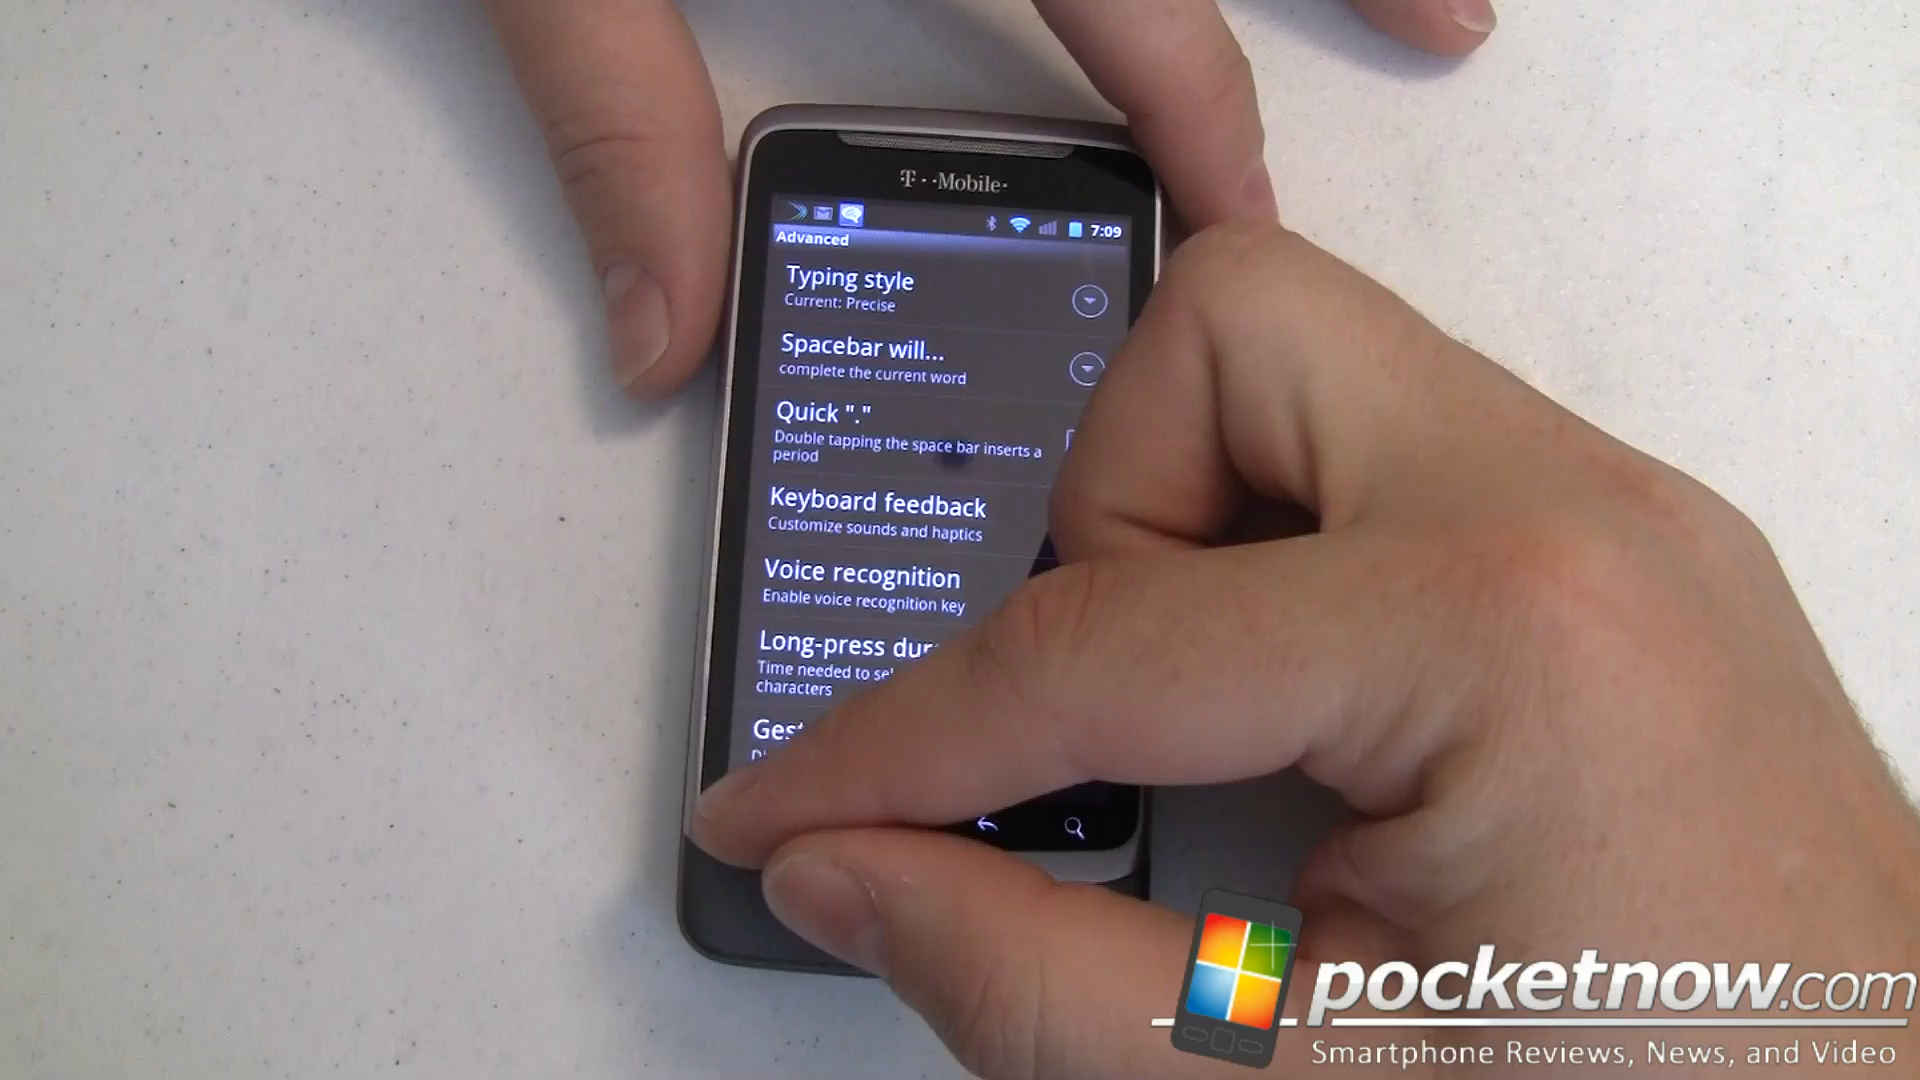 T··Mobile·
7:09
Advanced
Typing style
Current: Precise
Spacebar will...
complete the current word
Quick "."
Double tapping the space bar inserts a
period
Keyboard feedback
Customize sounds and haptics
Voice recognition
Enable voice recognition key
Long-press
Time needed to
characters
pocketnow.com
Smartphone Reviews, News, and Video